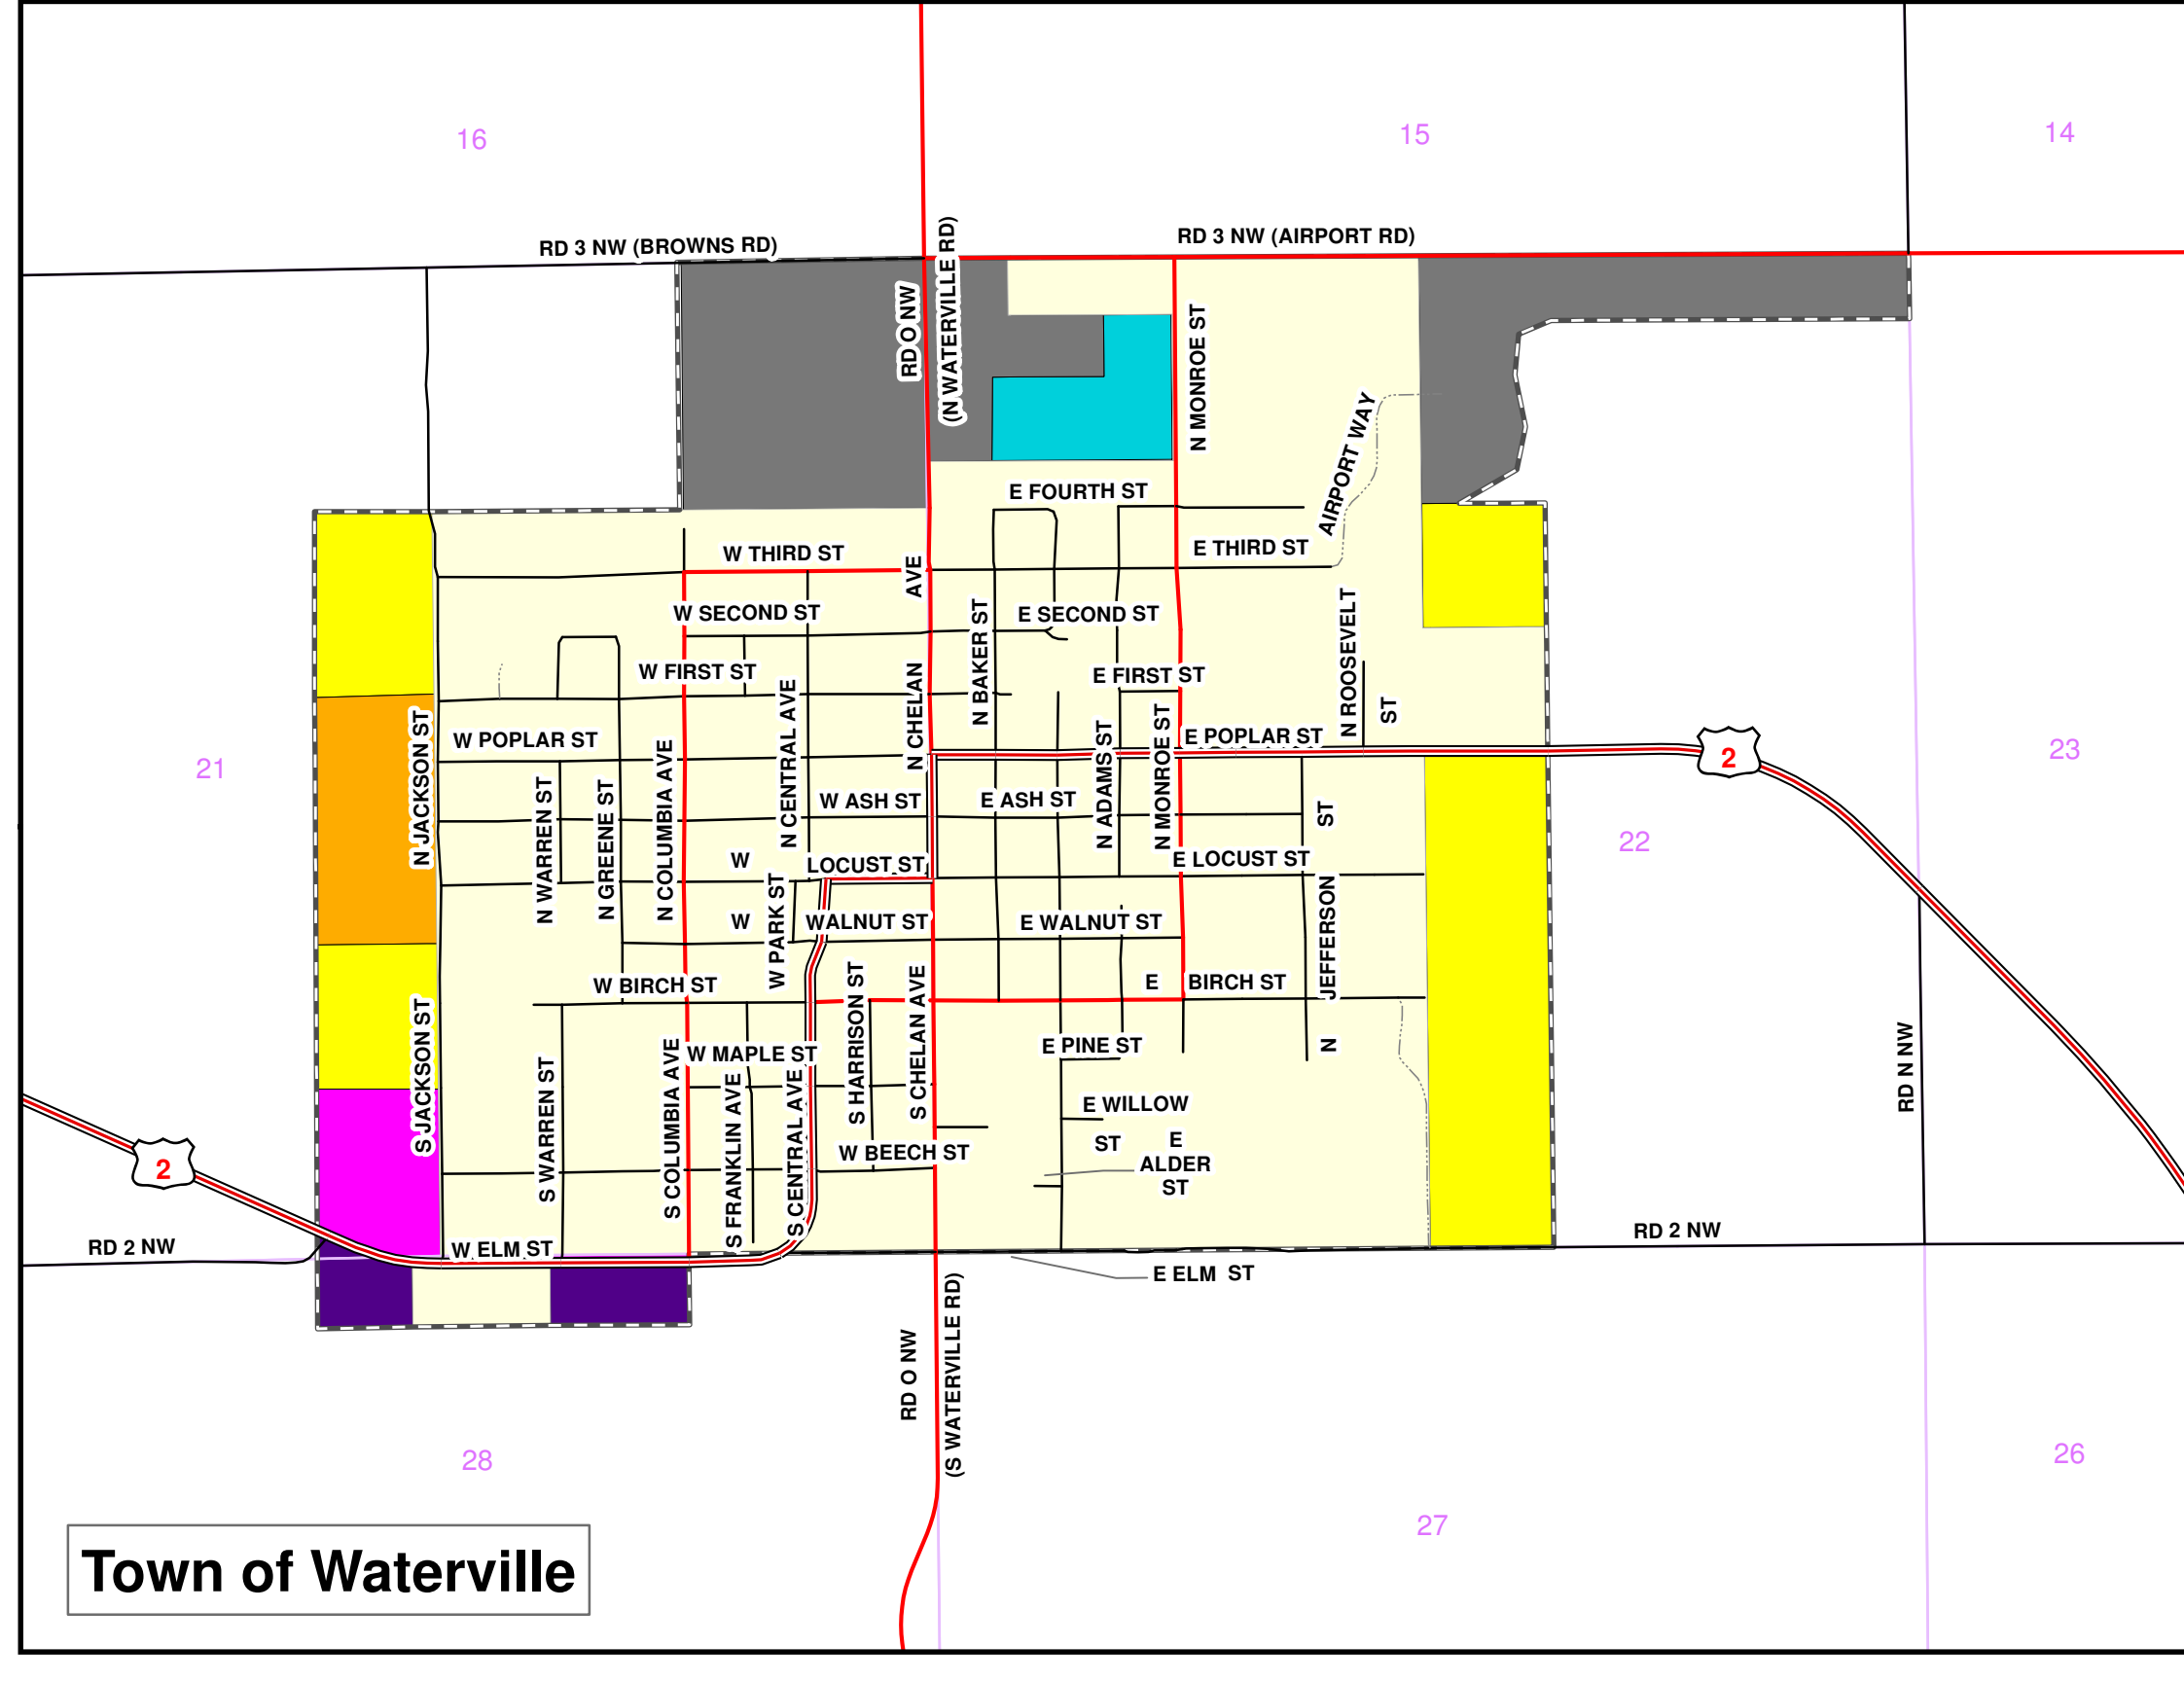 16
15
14
RD 3 NW (BROWNS RD)
RD 3 NW (AIRPORT RD)
RD O NW
(N WATERVILLE RD)
N MONROE ST
AIRPORT WAY
E FOURTH ST
W THIRD ST
E THIRD ST
AVE
N CHELAN
W SECOND ST
E SECOND ST
N BAKER ST
N ROOSEVELT
ST
W FIRST ST
E FIRST ST
N JACKSON ST
W POPLAR ST
E POPLAR ST
2
21
22
23
N WARREN ST
N GREENE ST
N COLUMBIA AVE
N CENTRAL AVE
N ADAMS ST
N MONROE ST
W ASH ST
E ASH ST
ST
JEFFERSON
N
W
LOCUST ST
E LOCUST ST
W PARK ST
W
WALNUT ST
E WALNUT ST
W BIRCH ST
E
BIRCH ST
S JACKSON ST
S WARREN ST
S COLUMBIA AVE
S FRANKLIN AVE
S CENTRAL AVE
S HARRISON ST
S CHELAN AVE
W MAPLE ST
E PINE ST
E WILLOW
ST
W BEECH ST
E
ALDER
ST
RD N NW
2
RD 2 NW
W ELM ST
RD 2 NW
E ELM ST
RD O NW
(S WATERVILLE RD)
28
27
26
Town of Waterville